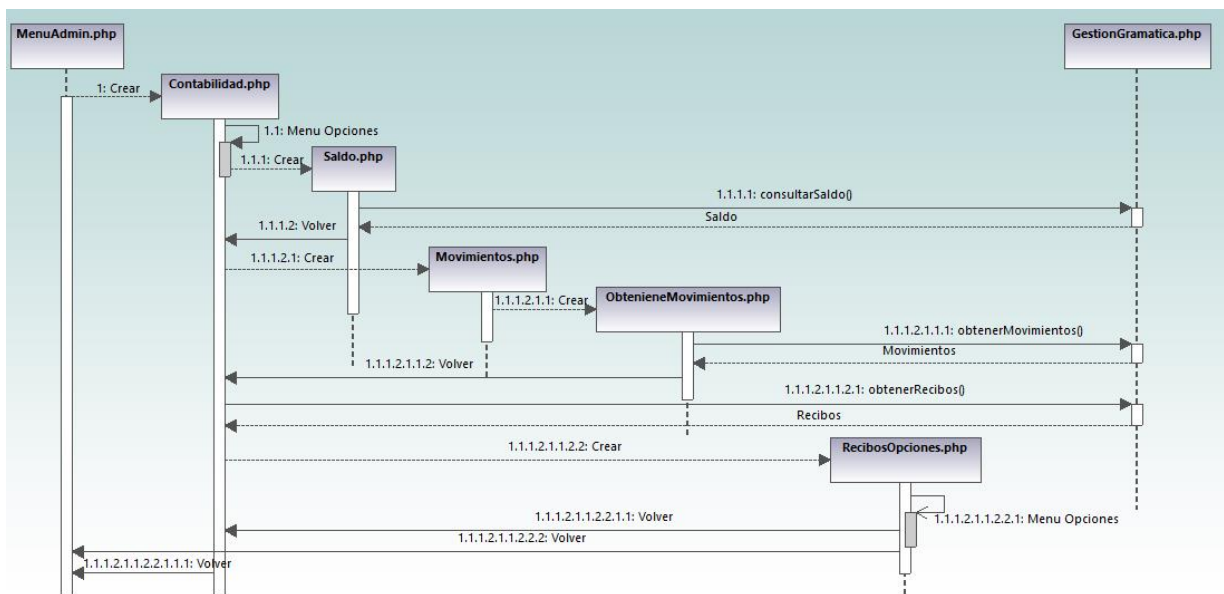 MenuAdmin.php
GestionGramatica.php
1: Crear
Contabilidad.php
1.1: Menu Opciones
1.1.1: Crear
Saldo.php
1.1.1.1: consultarSaldo()
Saldo
1.1.1.2: Volver
1.1.1.2.1: Crear
Movimientos.php
1.1.1.2.1.1: Crear
ObtenieneMovimientos.php
1.1.1.2.1.1.1: obtenerMovimientos()
Movimientos
1.1.1.2.1.1.2: Volver
1.1.1.2.1.1.2.1: obtenerRecibos()
Recibos
1.1.1.2.1.1.2.2: Crear
RecibosOpciones.php
1.1.1.2.1.1.2.2.1: Menu Opciones
1.1.1.2.1.1.2.2.1.1: Volver
1.1.1.2.1.1.2.2.2: Volver
1.1.1.2.1.1.2.2.1.1.1: Volver